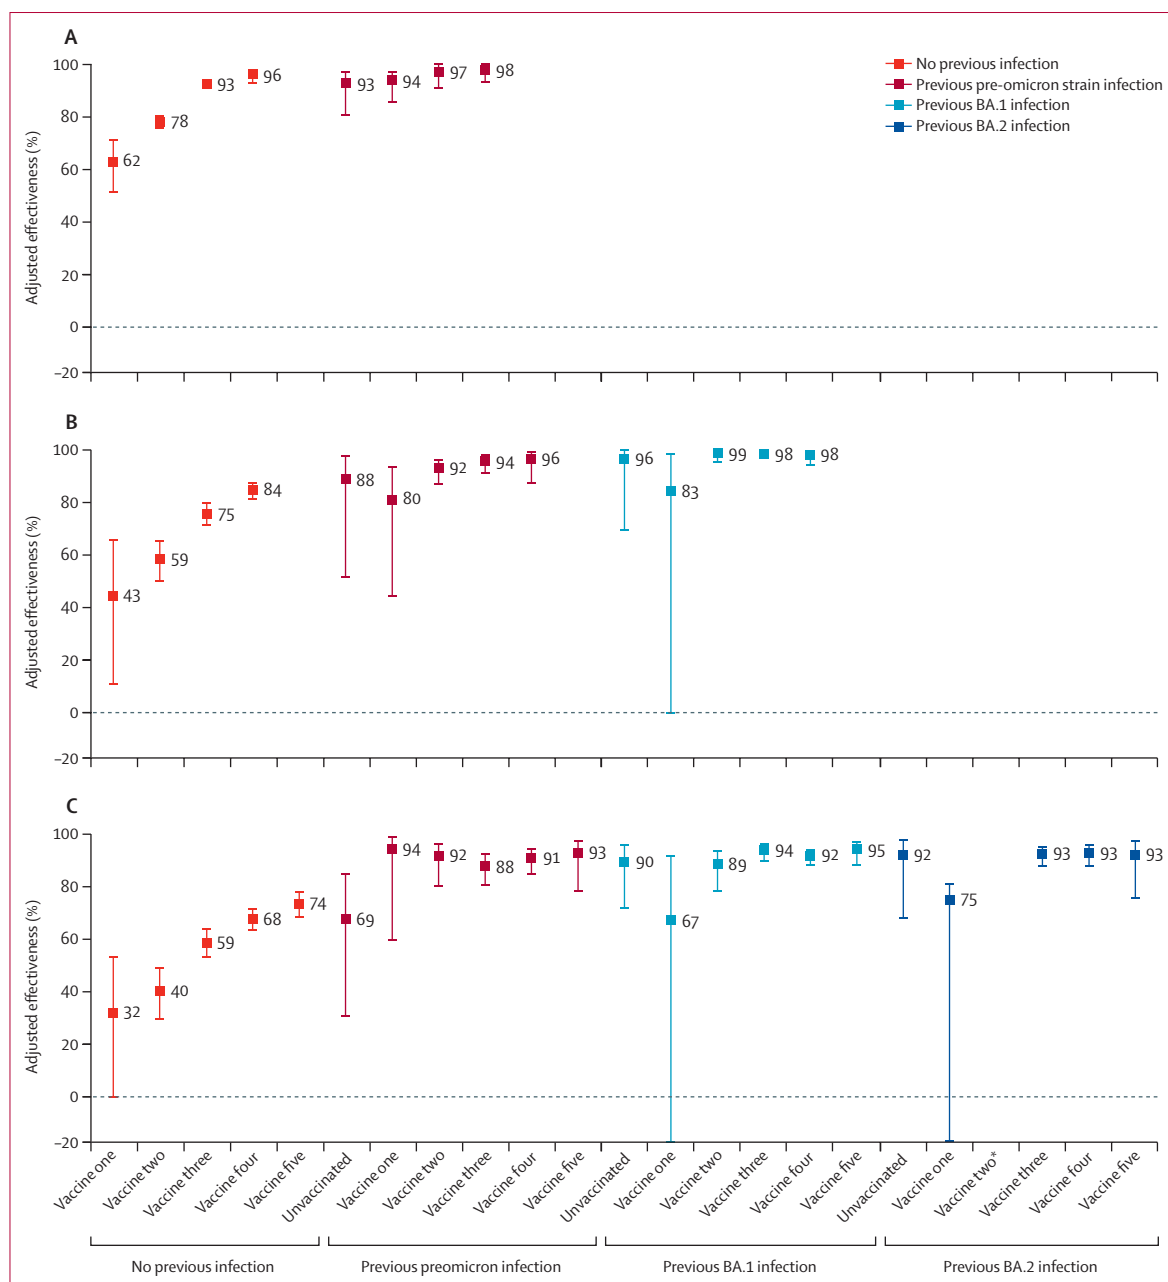 A
100
80
60
40
20
0
–20
Adjusted effectiveness (%)
62
78
93
96
93
94
97
98
No previous infection
Previous pre-omicron strain infection
Previous BA.1 infection
Previous BA.2 infection
B
100
80
60
40
20
0
–20
Adjusted effectiveness (%)
43
59
75
84
88
80
92
94
96
96
83
99
98
98
C
100
80
60
40
20
0
–20
Adjusted effectiveness (%)
32
40
59
68
74
69
94
92
88
91
93
90
67
89
94
92
95
92
75
93
93
93
Vaccine one
Vaccine two
Vaccine three
Vaccine four
Vaccine five
Unvaccinated
Vaccine one
Vaccine two
Vaccine three
Vaccine four
Vaccine five
Unvaccinated
Vaccine one
Vaccine two
Vaccine three
Vaccine four
Vaccine five
Unvaccinated
Vaccine one
Vaccine two*
Vaccine three
Vaccine four
Vaccine five
No previous infection
Previous preomicron infection
Previous BA.1 infection
Previous BA.2 infection